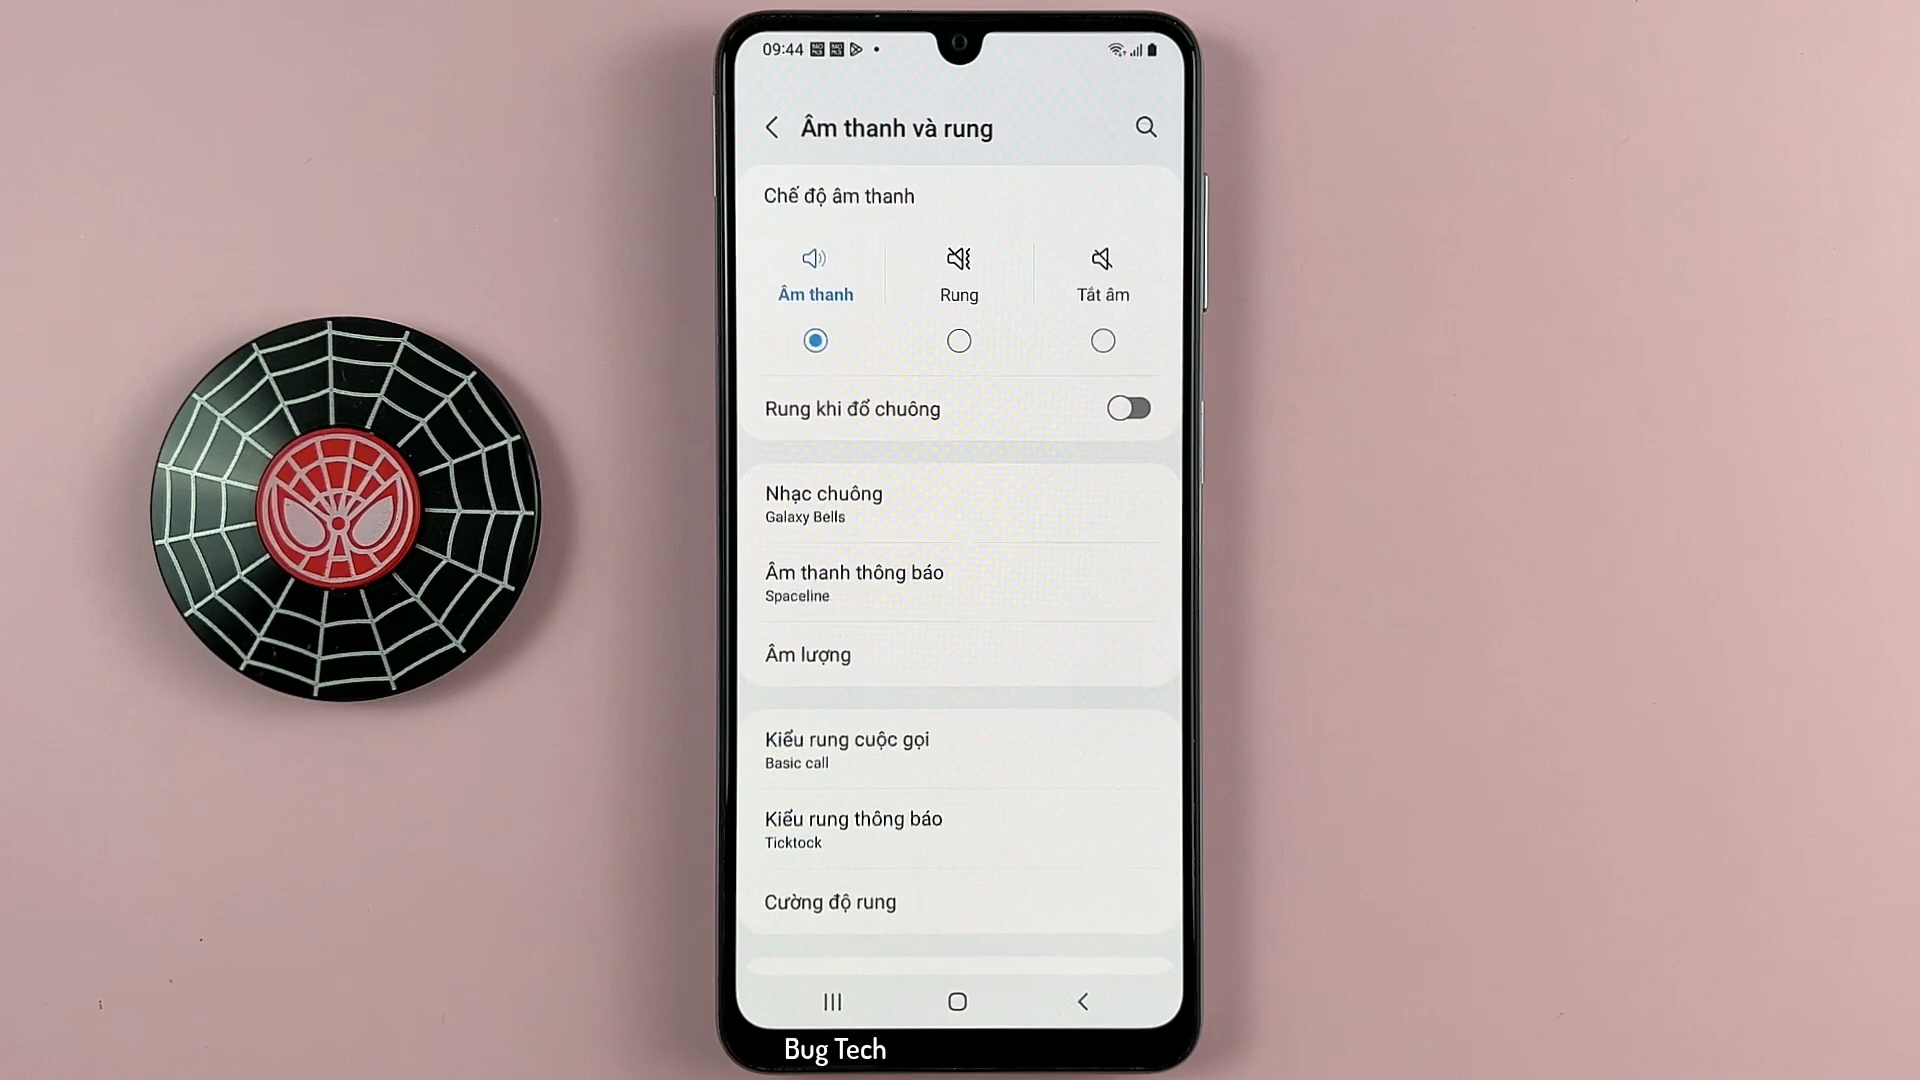 09:44
Âm thanh và rung
Chế độ âm thanh
Âm thanh
Rung
Tắt âm
Rung khi đổ chuông
Nhạc chuông
Galaxy Bells
Âm thanh thông báo
Spaceline
Âm lượng
Kiểu rung cuộc gọi
Basic call
Kiểu rung thông báo
Ticktock
Cường độ rung
Bug Tech